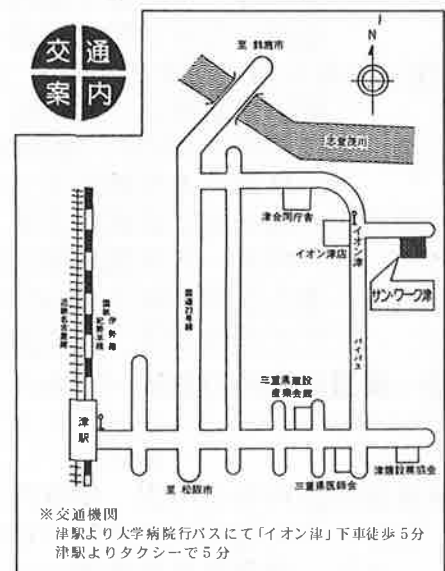 交通
案内
N
至 鈴鹿市
志登茂川
津合同庁舎
イオン津店
イオン津
サン・ワーク津
バイパス
国道23号線
近鉄名古屋線
国鉄
伊勢線
紀勢本線
三重県建設
産業会館
津駅
至 松阪市
三重県医師会
津建設業協会
※交通機関
津駅より大学病院行バスにて「イオン津」下車徒歩5分
津駅よりタクシーで5分